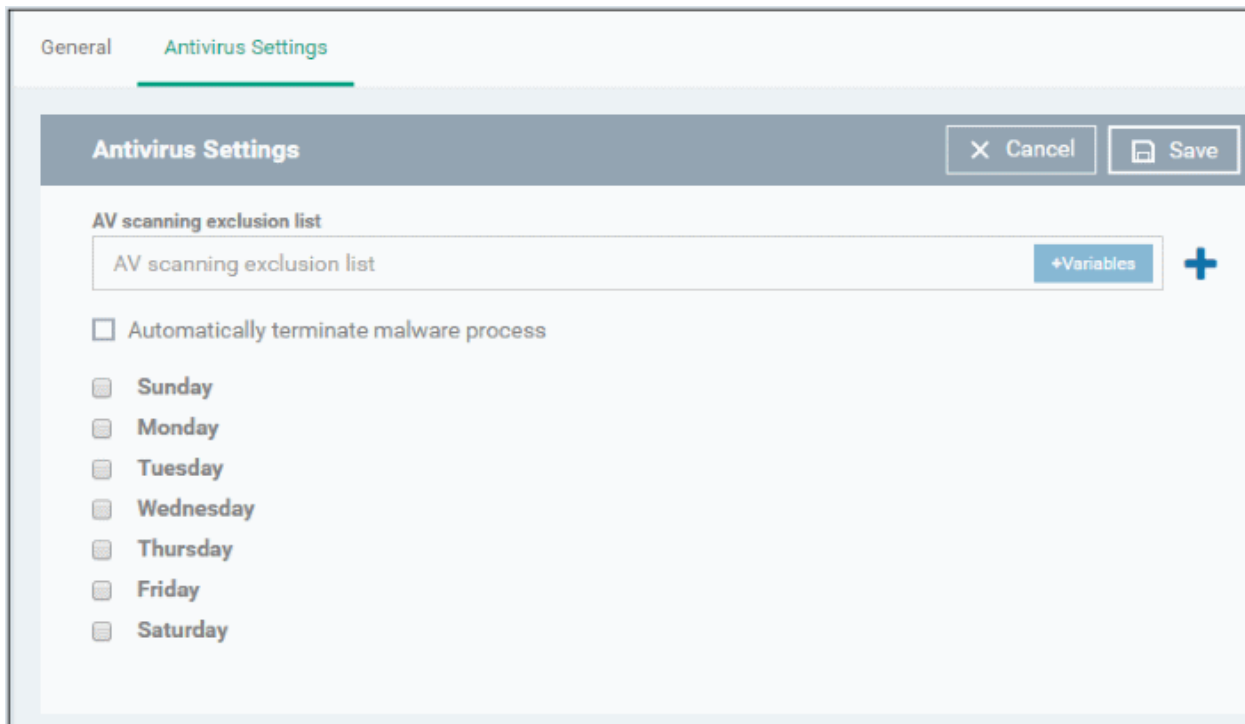 General Antivirus Settings
Antivirus Settings Cancel Save
AV scanning exclusion list
AV scanning exclusion list +Variables
Automatically terminate malware process
Sunday
Monday
Tuesday
Wednesday
Thursday
Friday
Saturday